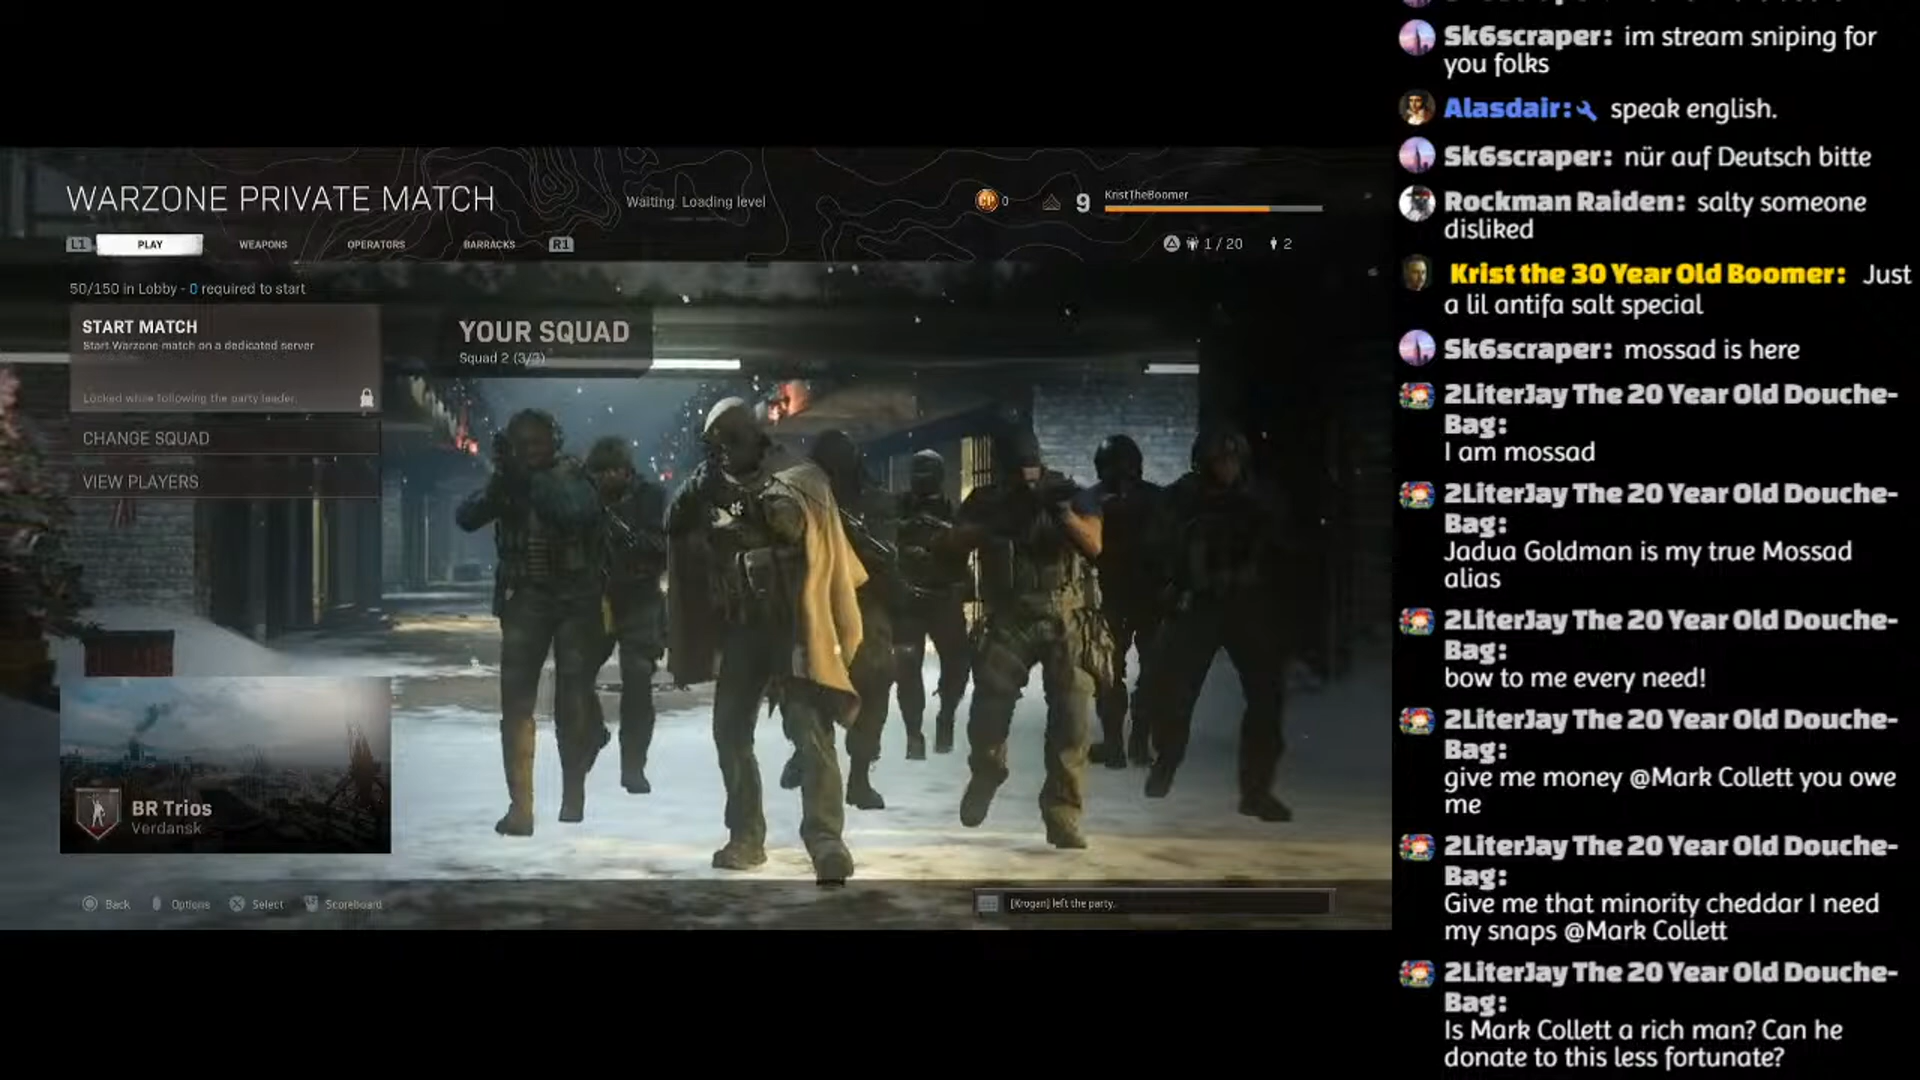 WARZONE PRIVATE MATCH
Waiting. Loading level
CP 0
9
KristTheBoomer
L1 PLAY WEAPONS OPERATORS BARRACKS R1
1 / 20 2
50/150 in Lobby - 0 required to start
START MATCH
Start Warzone match on a dedicated server
Locked while following the party leader.
CHANGE SQUAD
VIEW PLAYERS
YOUR SQUAD
Squad 2 (3/3)
BR Trios
Verdansk
Back Options Select Scoreboard
[Krogan] left the party.
Sk6scraper: im stream sniping for
you folks
Alasdair: speak english.
Sk6scraper: nür auf Deutsch bitte
Rockman Raiden: salty someone
disliked
Krist the 30 Year Old Boomer: Just
a lil antifa salt special
Sk6scraper: mossad is here
2LiterJay The 20 Year Old Douche-
Bag:
I am mossad
2LiterJay The 20 Year Old Douche-
Bag:
Jadua Goldman is my true Mossad
alias
2LiterJay The 20 Year Old Douche-
Bag:
bow to me every need!
2LiterJay The 20 Year Old Douche-
Bag:
give me money @Mark Collett you owe
me
2LiterJay The 20 Year Old Douche-
Bag:
Give me that minority cheddar I need
my snaps @Mark Collett
2LiterJay The 20 Year Old Douche-
Bag:
Is Mark Collett a rich man? Can he
donate to this less fortunate?